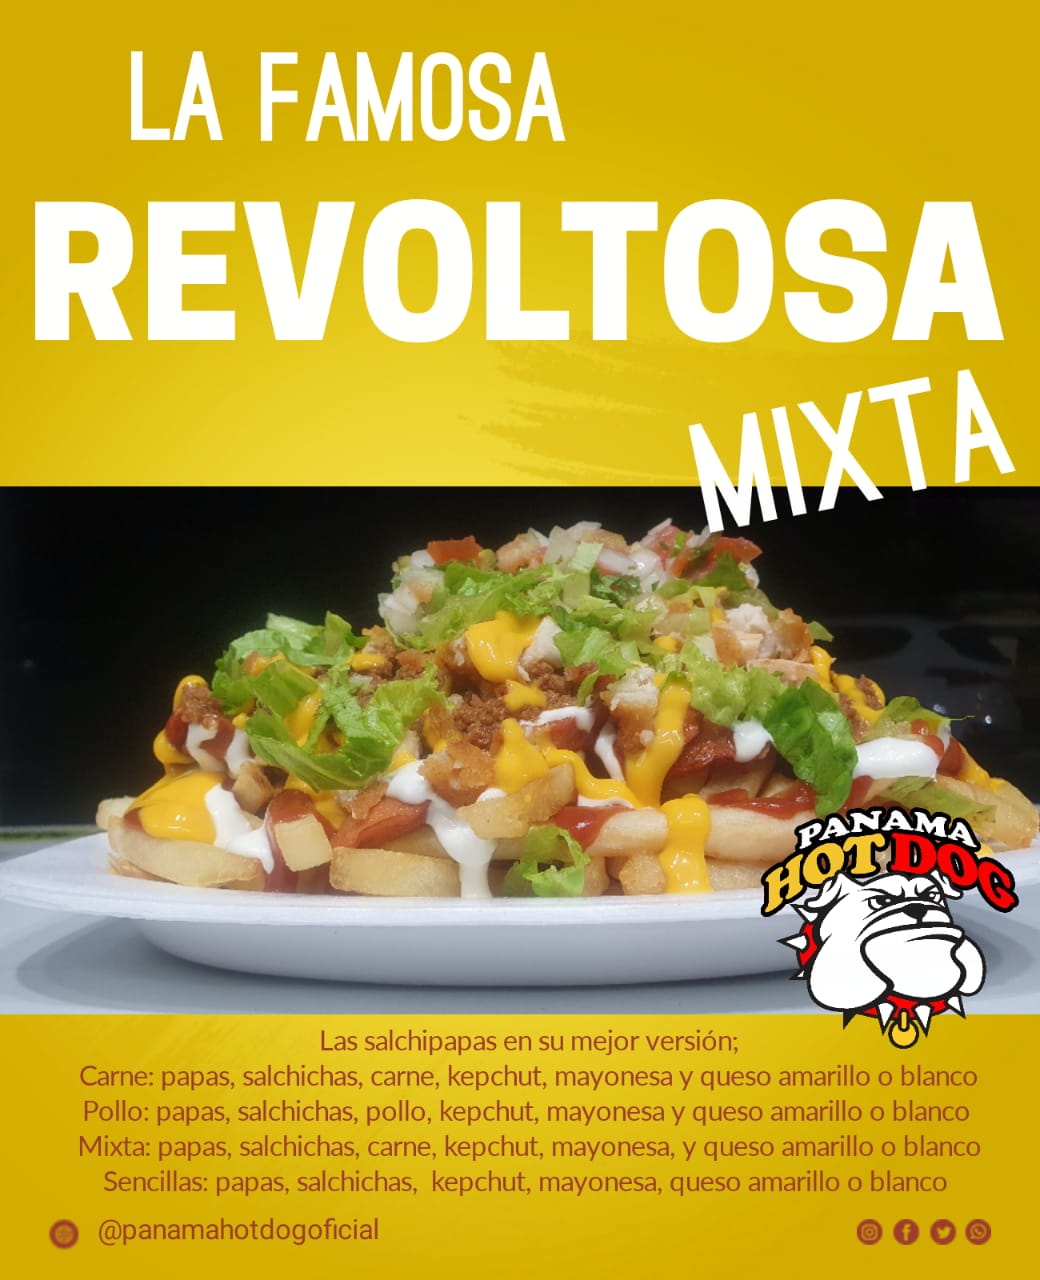 LA FAMOSA
REVOLTOSA
MIXTA
PANAMA
HOT DOG
Las salchipapas en su mejor versión;
Carne: papas, salchichas, carne, kepchut, mayonesa y queso amarillo o blanco
Pollo: papas, salchichas, pollo, kepchut, mayonesa y queso amarillo o blanco
Mixta: papas, salchichas, carne, kepchut, mayonesa, y queso amarillo o blanco
Sencillas: papas, salchichas, kepchut, mayonesa, queso amarillo o blanco
@panamahotdogoficial